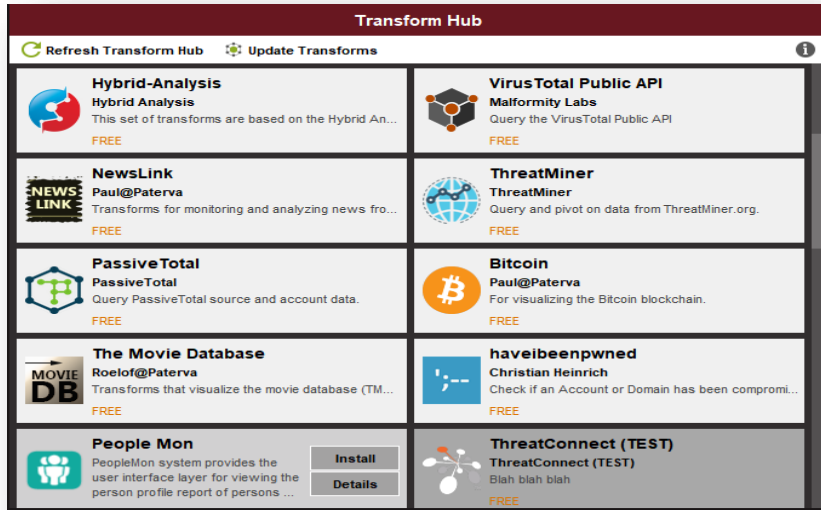 Transform Hub
Refresh Transform Hub Update Transforms
Hybrid-Analysis
Hybrid Analysis
This set of transforms are based on the Hybrid An...
FREE
VirusTotal Public API
Malformity Labs
Query the VirusTotal Public API
FREE
NEWS
LINK
NewsLink
Paul@Paterva
Transforms for monitoring and analyzing news fro...
FREE
ThreatMiner
ThreatMiner
Query and pivot on data from ThreatMiner.org.
FREE
PassiveTotal
PassiveTotal
Query PassiveTotal source and account data.
FREE
Bitcoin
Paul@Paterva
For visualizing the Bitcoin blockchain.
FREE
MOVIE
DB
The Movie Database
Roelof@Paterva
Transforms that visualize the movie database (TM...
FREE
';--
haveibeenpwned
Christian Heinrich
Check if an Account or Domain has been compromi...
FREE
People Mon
PeopleMon system provides the
user interface layer for viewing the
person profile report of persons ...
Install
Details
ThreatConnect (TEST)
ThreatConnect (TEST)
Blah blah blah
FREE